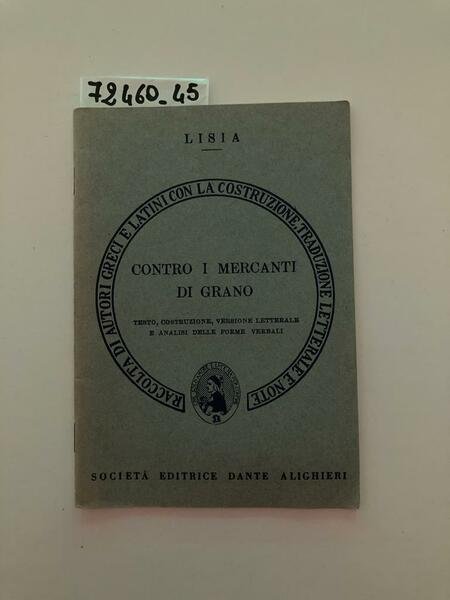 72460_45
LISIA
RACCOLTA DI AUTORI GRECI E LATINI CON LA COSTRUZIONE, TRADUZIONE LETTERALE E NOTE
CONTRO I MERCANTI
DI GRANO
TESTO, COSTRUZIONE, VERSIONE LETTERALE
E ANALISI DELLE FORME VERBALI
SOCIETÀ EDITRICE DANTE ALIGHIERI